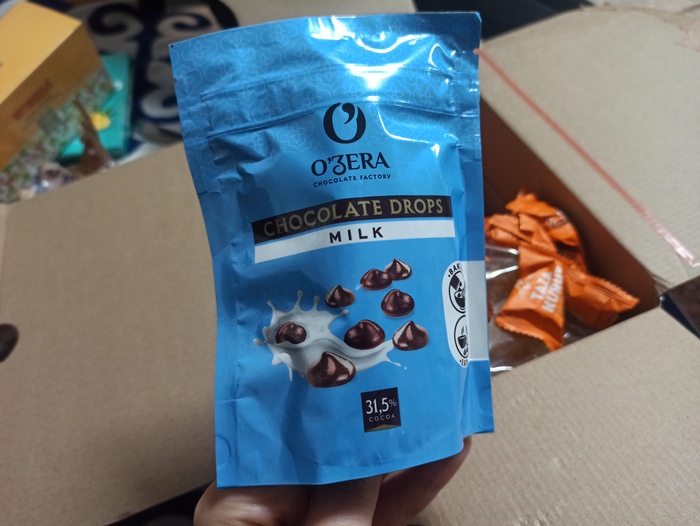 O'
O'ZERA
CHOCOLATE FACTORY
CHOCOLATE DROPS
MILK
31,5%
COCOA